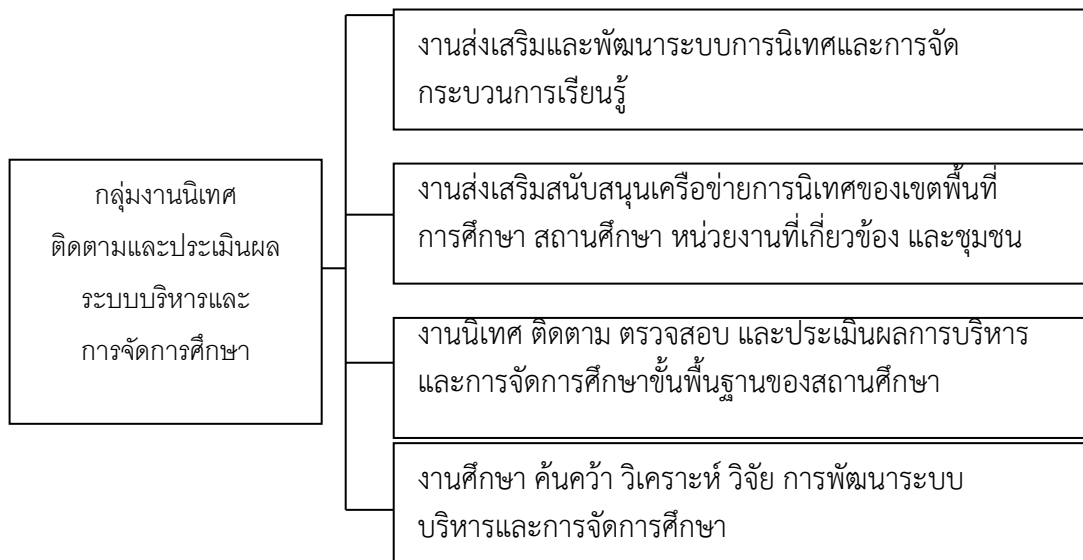 งานส่งเสริมและพัฒนาระบบการนิเทศและการจัด
กระบวนการเรียนรู้
กลุ่มงานนิเทศ
ติดตามและประเมินผล
ระบบบริหารและ
การจัดการศึกษา
งานส่งเสริมสนับสนุนเครือข่ายการนิเทศของเขตพื้นที่
การศึกษา สถานศึกษา หน่วยงานที่เกี่ยวข้อง และชุมชน
งานนิเทศ ติดตาม ตรวจสอบ และประเมินผลการบริหาร
และการจัดการศึกษาขั้นพื้นฐานของสถานศึกษา
งานศึกษา ค้นคว้า วิเคราะห์ วิจัย การพัฒนาระบบ
บริหารและการจัดการศึกษา